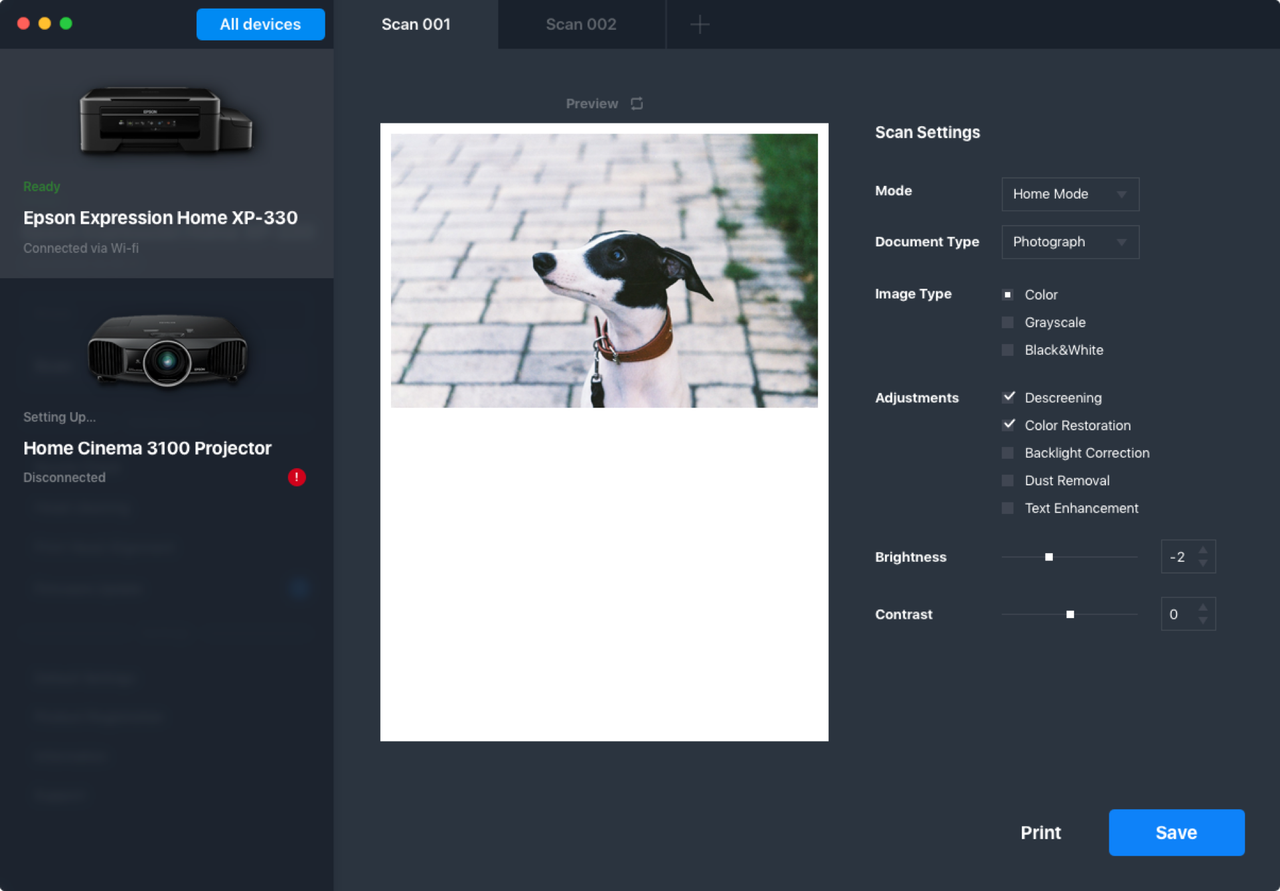 All devices
Scan 001
Scan 002
EPSON
Ready
Epson Expression Home XP-330
Connected via Wi-fi
Setting Up...
Home Cinema 3100 Projector
Disconnected
!
Preview
Scan Settings
Mode
Home Mode
Document Type
Photograph
Image Type
Color
Grayscale
Black&White
Adjustments
Descreening
Color Restoration
Backlight Correction
Dust Removal
Text Enhancement
Brightness
-2
Contrast
0
Print
Save